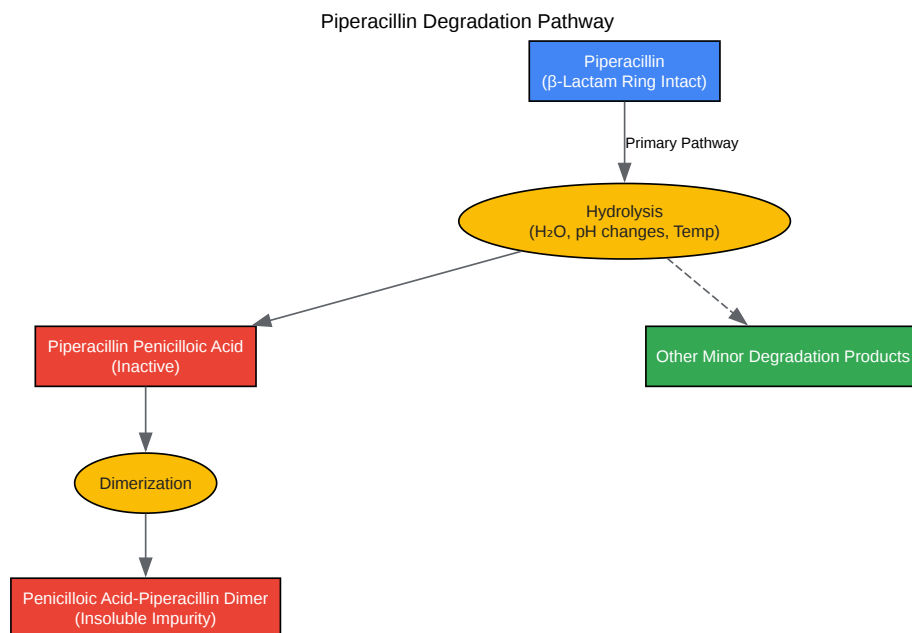 Piperacillin Degradation Pathway
Piperacillin
(β-Lactam Ring Intact)
Primary Pathway
Hydrolysis
(H₂O, pH changes, Temp)
Piperacillin Penicilloic Acid
(Inactive)
Other Minor Degradation Products
Dimerization
Penicilloic Acid-Piperacillin Dimer
(Insoluble Impurity)